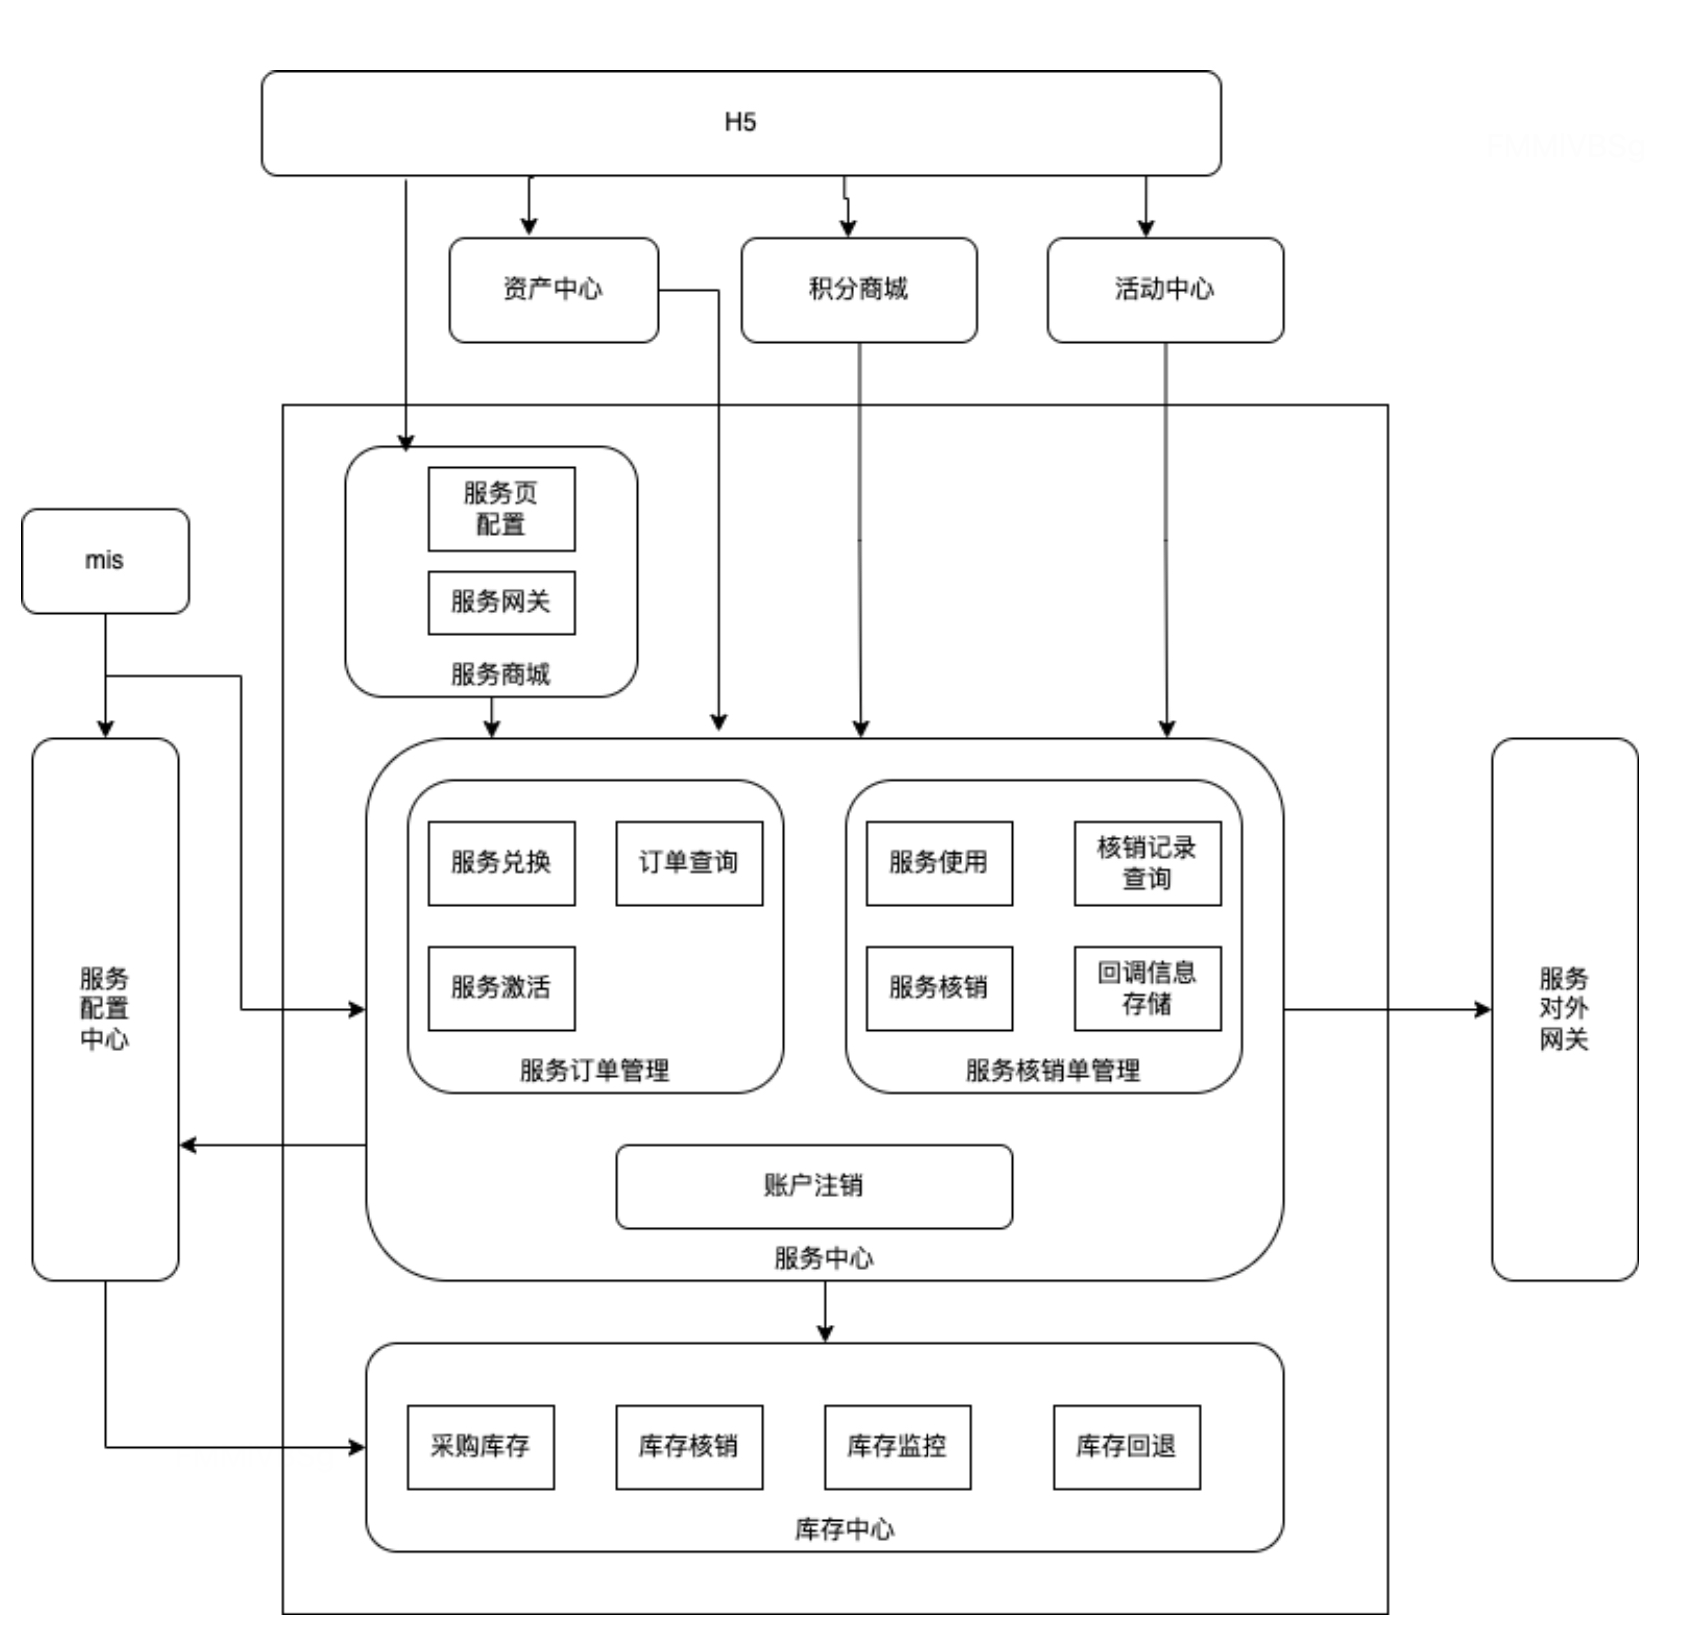 H5
资产中心
积分商城
活动中心
服务页
配置
服务网关
服务商城
mis
服务
配置
中心
服务兑换
订单查询
服务激活
服务订单管理
服务使用
核销记录
查询
服务核销
回调信息
存储
服务核销单管理
账户注销
服务中心
服务
对外
网关
采购库存
库存核销
库存监控
库存回退
库存中心